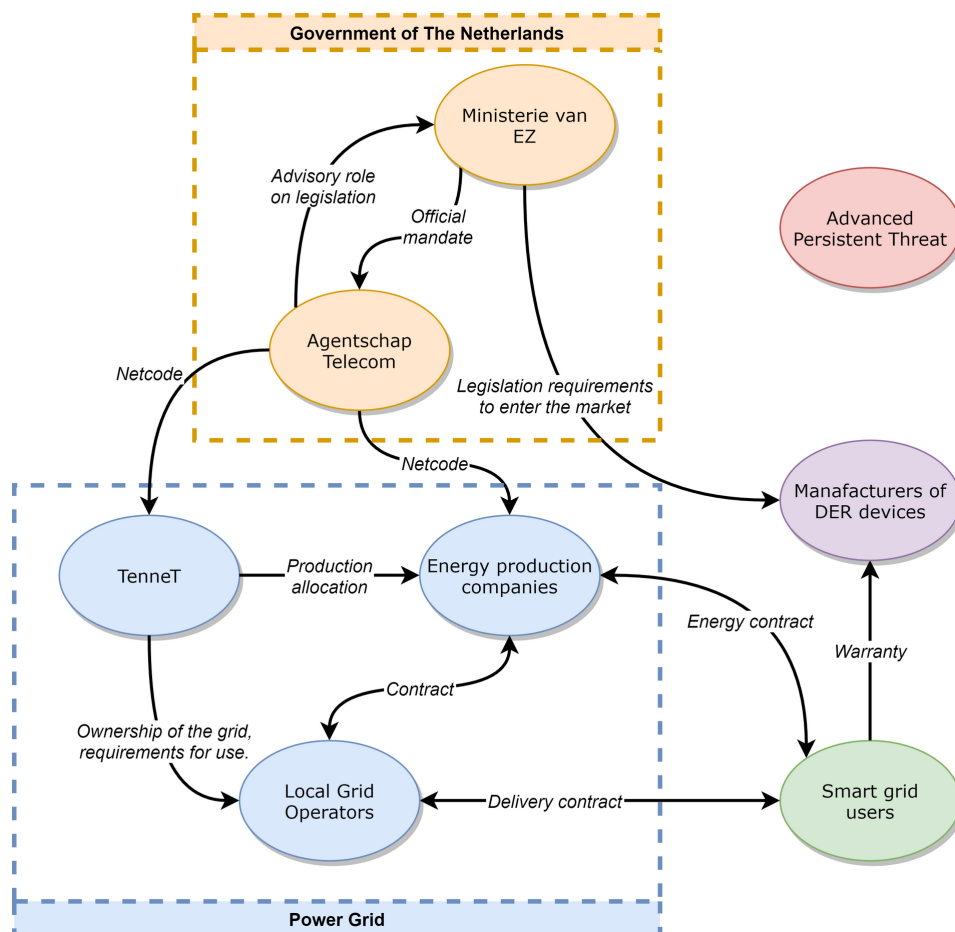 Government of The Netherlands
Ministerie van
EZ
Advisory role
on legislation
Official
mandate
Advanced
Persistent Threat
Agentschap
Telecom
Netcode
Legislation requirements
to enter the market
Netcode
Manafacturers of
DER devices
TenneT
Production
allocation
Energy production
companies
Energy contract
Warranty
Contract
Ownership of the grid,
requirements for use.
Local Grid
Operators
Delivery contract
Smart grid
users
Power Grid